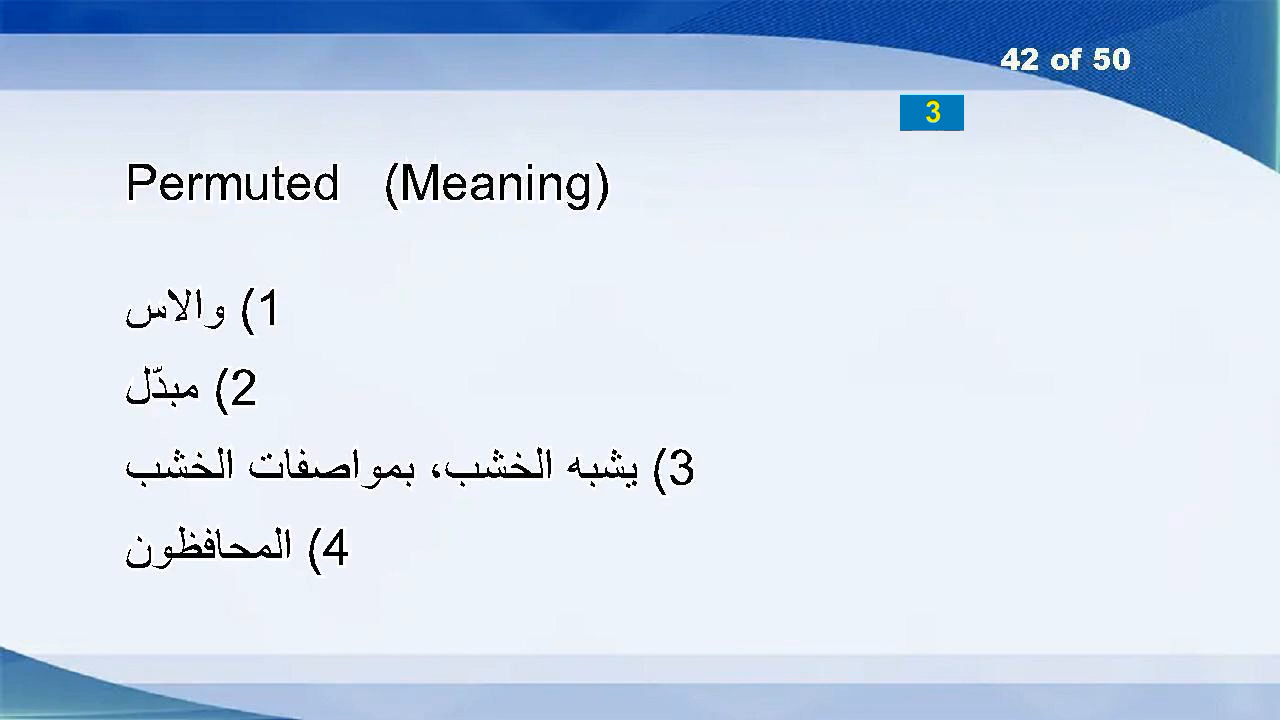 42 of 50
3
Permuted (Meaning)
1) والاس
2) مبدّل
3) يشبه الخشب، بمواصفات الخشب
4) المحافظون